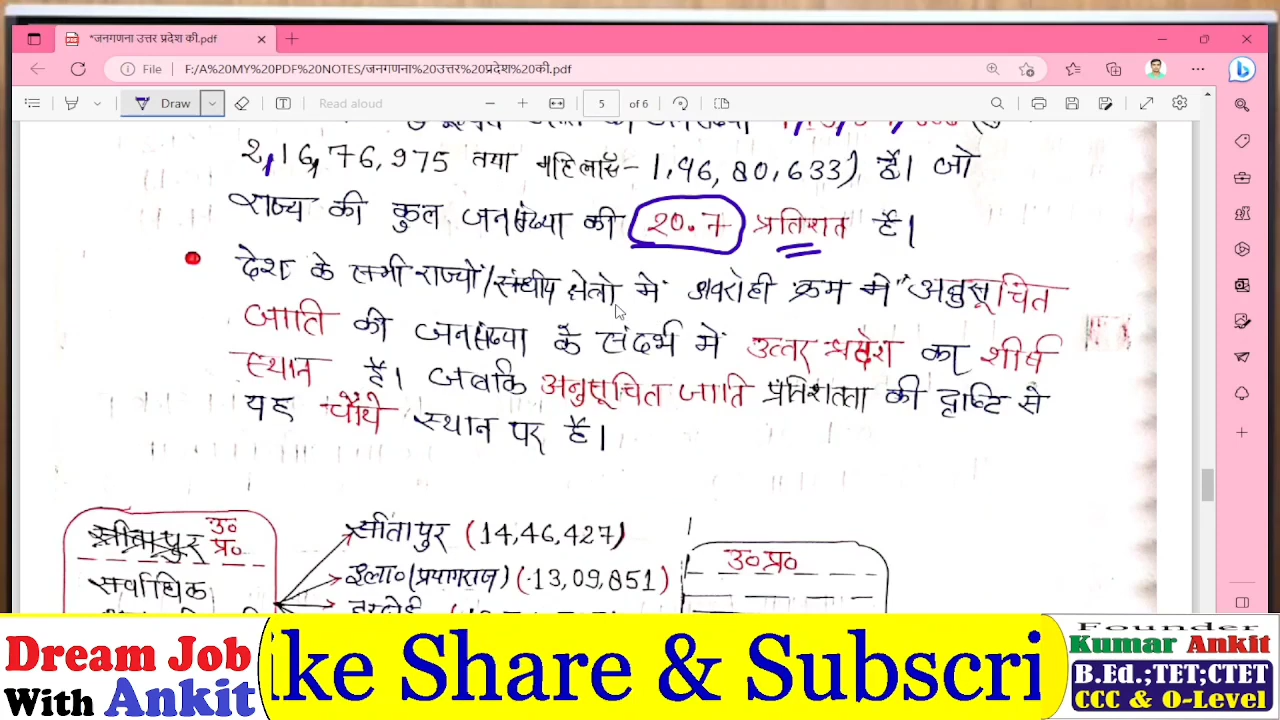 *जनगणना उत्तर प्रदेश की.pdf
File F:/A%20MY%20PDF%20NOTES/जनगणना%20उत्तर%20प्रदेश%20की.pdf
Draw Read aloud 5 of 6
2,16,76,975 तथा महिलाएँ - 1,96,80,633) है। जो
राज्य की कुल जनसंख्या की 20.7 प्रतिशत है।
देश के सभी राज्यों/संघीय क्षेत्रो में अवरोही क्रम में "अनुसूचित
जाति की जनसंख्या के संदर्भ में उत्तर प्रदेश का शीर्ष
स्थान है। जबकि अनुसूचित जाति प्रतिशतता की दृष्टि से
यह चौथे स्थान पर है।
सीतापुर (14,46,427)
उ० प्र०
इला० (प्रयागराज) (13,09,851)
सर्वाधिक
उ० प्र०
Dream Job
With Ankit
ike Share & Subscri
Founder
Kumar Ankit
B.Ed.;TET;CTET
CCC & O-Level